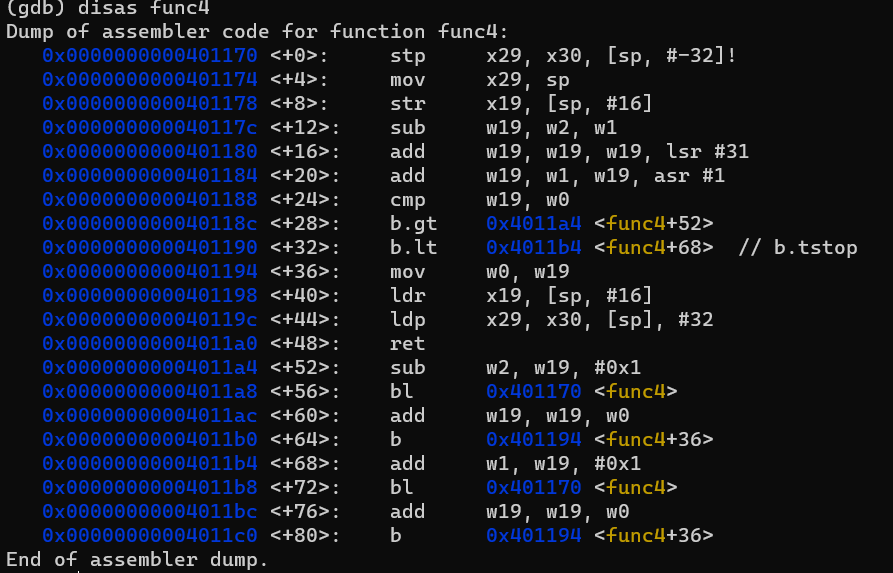 (gdb) disas func4
Dump of assembler code for function func4:
   0x0000000000401170 <+0>:     stp     x29, x30, [sp, #-32]!
   0x0000000000401174 <+4>:     mov     x29, sp
   0x0000000000401178 <+8>:     str     x19, [sp, #16]
   0x000000000040117c <+12>:    sub     w19, w2, w1
   0x0000000000401180 <+16>:    add     w19, w19, w19, lsr #31
   0x0000000000401184 <+20>:    add     w19, w1, w19, asr #1
   0x0000000000401188 <+24>:    cmp     w19, w0
   0x000000000040118c <+28>:    b.gt    0x4011a4 <func4+52>
   0x0000000000401190 <+32>:    b.lt    0x4011b4 <func4+68>  // b.tstop
   0x0000000000401194 <+36>:    mov     w0, w19
   0x0000000000401198 <+40>:    ldr     x19, [sp, #16]
   0x000000000040119c <+44>:    ldp     x29, x30, [sp], #32
   0x00000000004011a0 <+48>:    ret
   0x00000000004011a4 <+52>:    sub     w2, w19, #0x1
   0x00000000004011a8 <+56>:    bl      0x401170 <func4>
   0x00000000004011ac <+60>:    add     w19, w19, w0
   0x00000000004011b0 <+64>:    b       0x401194 <func4+36>
   0x00000000004011b4 <+68>:    add     w1, w19, #0x1
   0x00000000004011b8 <+72>:    bl      0x401170 <func4>
   0x00000000004011bc <+76>:    add     w19, w19, w0
   0x00000000004011c0 <+80>:    b       0x401194 <func4+36>
End of assembler dump.